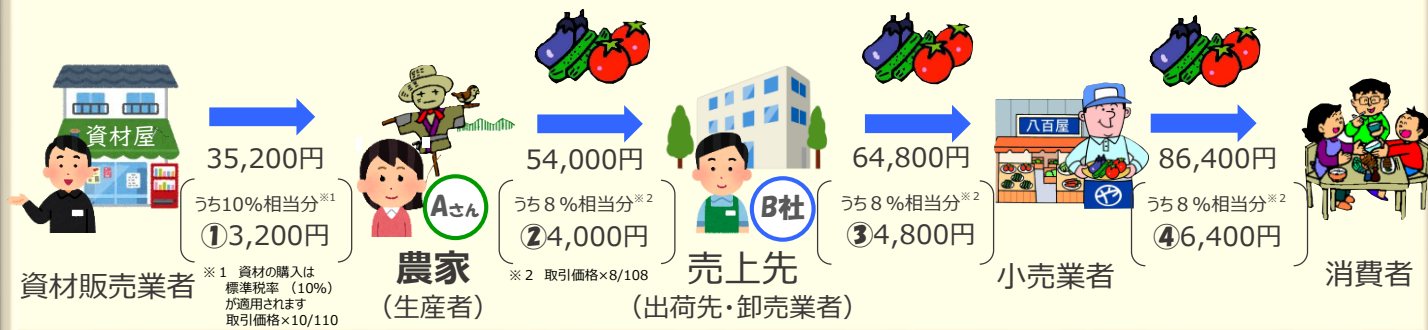 資材屋
35,200円
うち10%相当分※1
①3,200円
※1 資材の購入は
標準税率 （10%）
が適用されます
取引価格×10/110
資材販売業者
Aさん
農家
（生産者）
54,000円
うち8%相当分※2
②4,000円
※2 取引価格×8/108
B社
売上先
（出荷先・卸売業者）
64,800円
うち8%相当分※2
③4,800円
八百屋
小売業者
86,400円
うち8%相当分※2
④6,400円
消費者